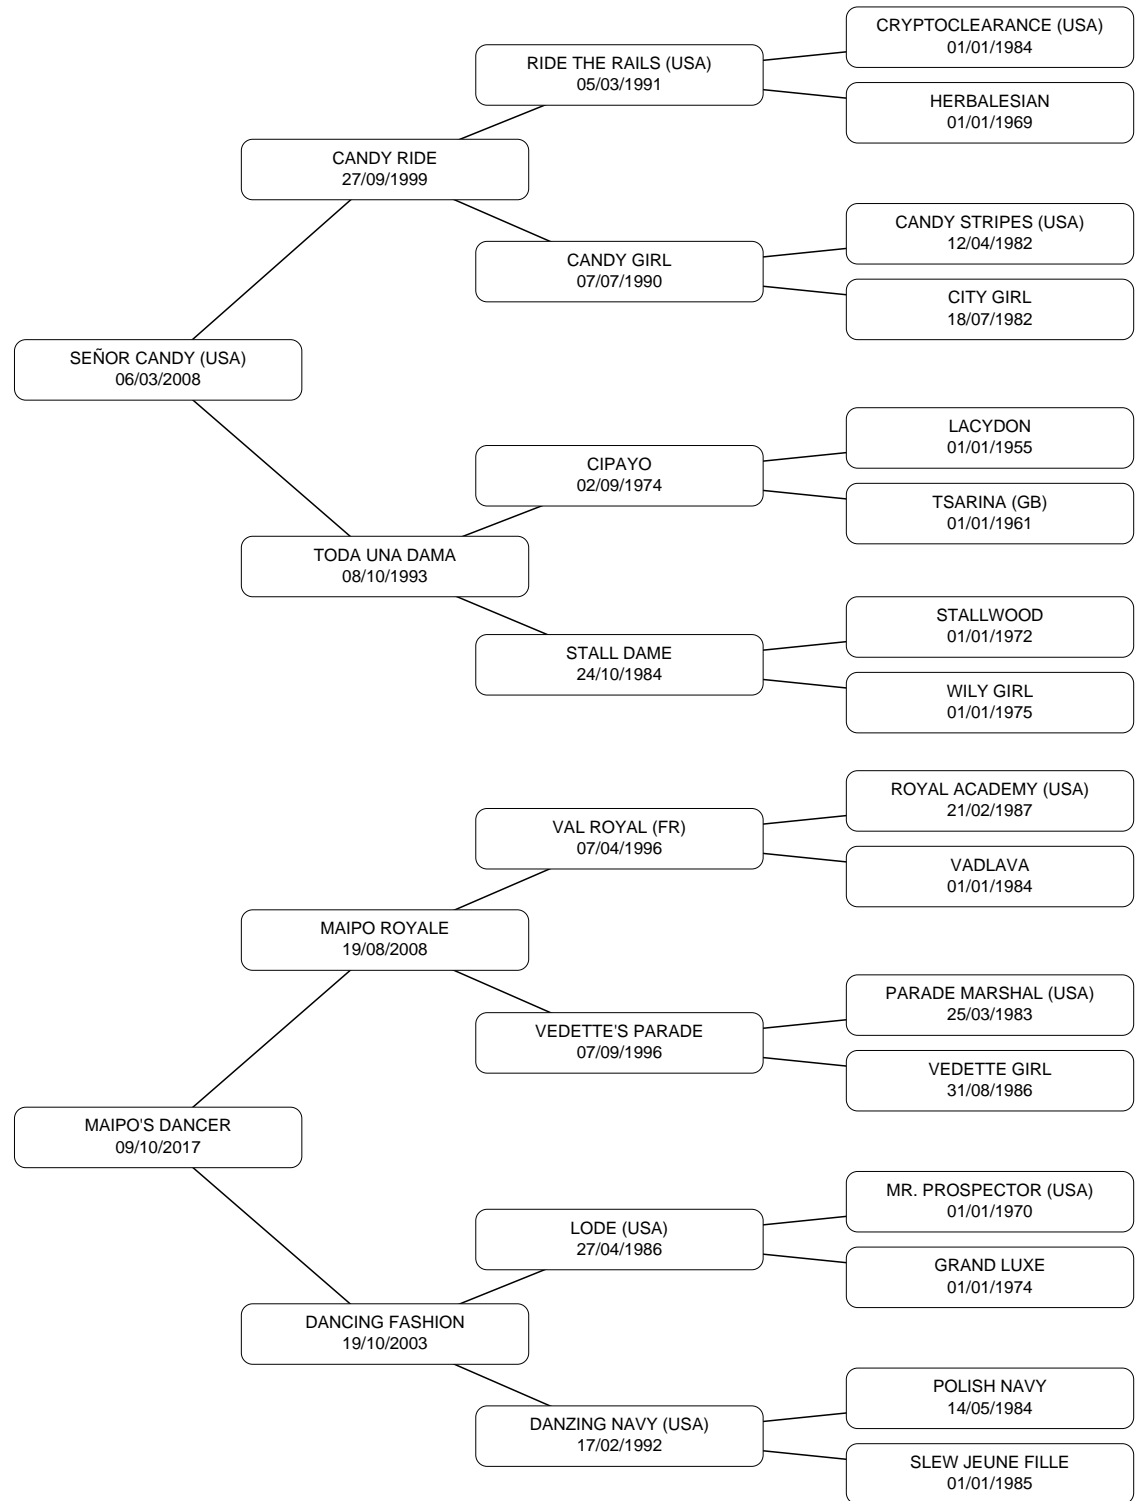 CRYPTOCLEARANCE (USA)
01/01/1984
RIDE THE RAILS (USA)
05/03/1991
HERBALESIAN
01/01/1969
CANDY RIDE
27/09/1999
CANDY STRIPES (USA)
12/04/1982
CANDY GIRL
07/07/1990
CITY GIRL
18/07/1982
SEÑOR CANDY (USA)
06/03/2008
LACYDON
01/01/1955
CIPAYO
02/09/1974
TSARINA (GB)
01/01/1961
TODA UNA DAMA
08/10/1993
STALLWOOD
01/01/1972
STALL DAME
24/10/1984
WILY GIRL
01/01/1975
ROYAL ACADEMY (USA)
21/02/1987
VAL ROYAL (FR)
07/04/1996
VADLAVA
01/01/1984
MAIPO ROYALE
19/08/2008
PARADE MARSHAL (USA)
25/03/1983
VEDETTE'S PARADE
07/09/1996
VEDETTE GIRL
31/08/1986
MAIPO'S DANCER
09/10/2017
MR. PROSPECTOR (USA)
01/01/1970
LODE (USA)
27/04/1986
GRAND LUXE
01/01/1974
DANCING FASHION
19/10/2003
POLISH NAVY
14/05/1984
DANZING NAVY (USA)
17/02/1992
SLEW JEUNE FILLE
01/01/1985